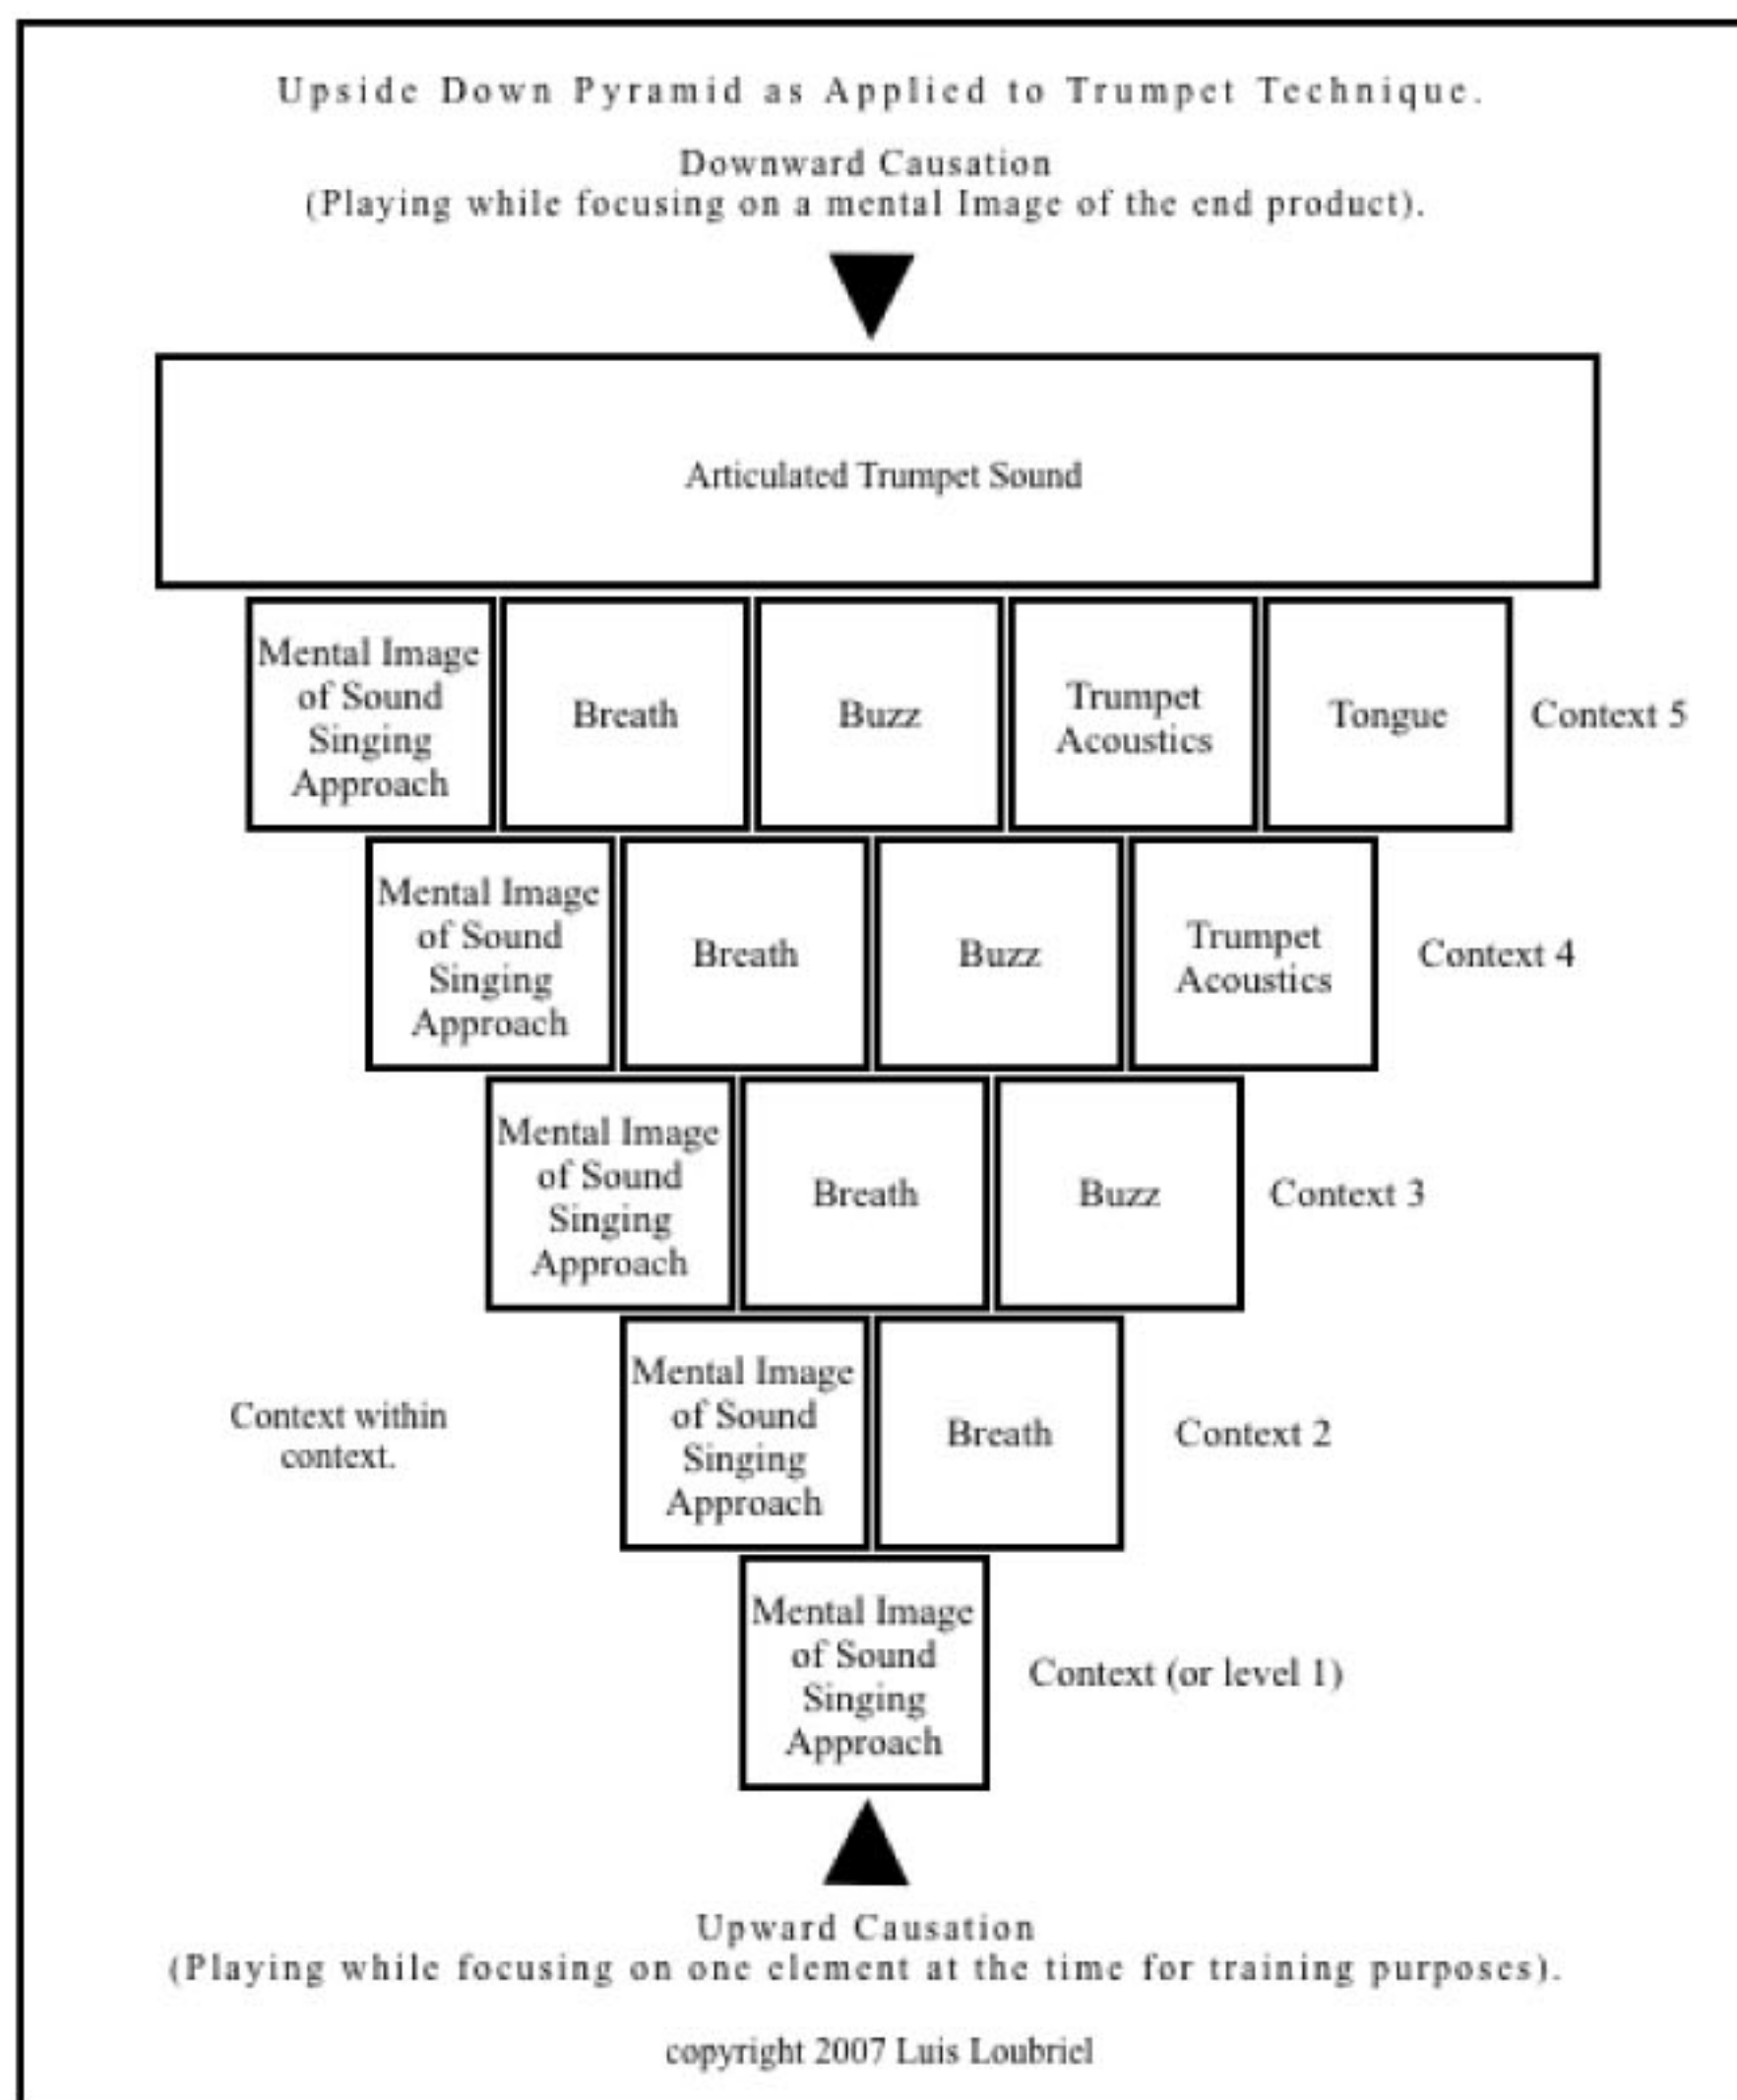 Upside Down Pyramid as Applied to Trumpet Technique.
Downward Causation
(Playing while focusing on a mental Image of the end product).
Articulated Trumpet Sound
Mental Image
of Sound
Singing
Approach
Breath
Buzz
Trumpet
Acoustics
Tongue
Context 5
Mental Image
of Sound
Singing
Approach
Breath
Buzz
Trumpet
Acoustics
Context 4
Mental Image
of Sound
Singing
Approach
Breath
Buzz
Context 3
Context within
context.
Mental Image
of Sound
Singing
Approach
Breath
Context 2
Mental Image
of Sound
Singing
Approach
Context (or level 1)
Upward Causation
(Playing while focusing on one element at the time for training purposes).
copyright 2007 Luis Loubriel